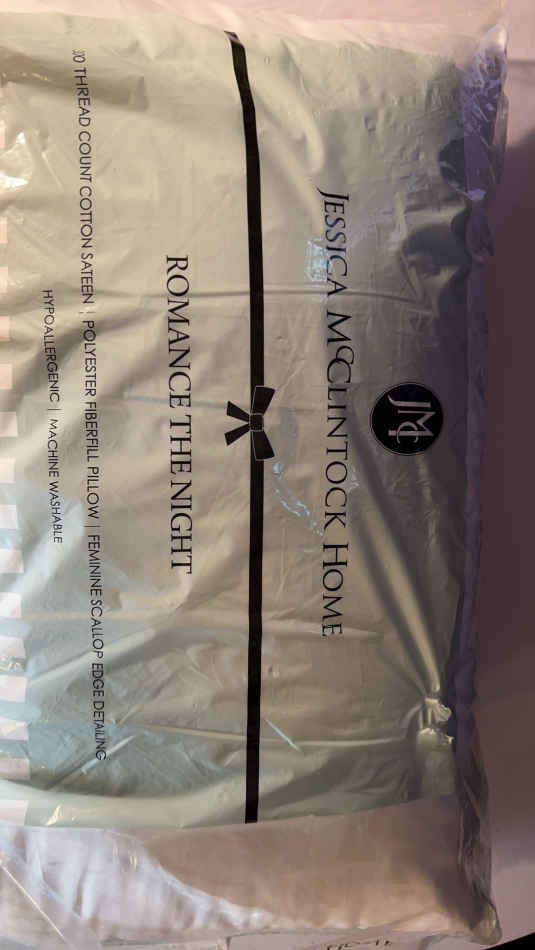 JMc
JESSICA McCLINTOCK HOME
ROMANCE THE NIGHT
THREAD COUNT COTTON SATEEN | POLYESTER FIBERFILL PILLOW | FEMININE SCALLOP EDGE DETAILING
HYPOALLERGENIC | MACHINE WASHABLE